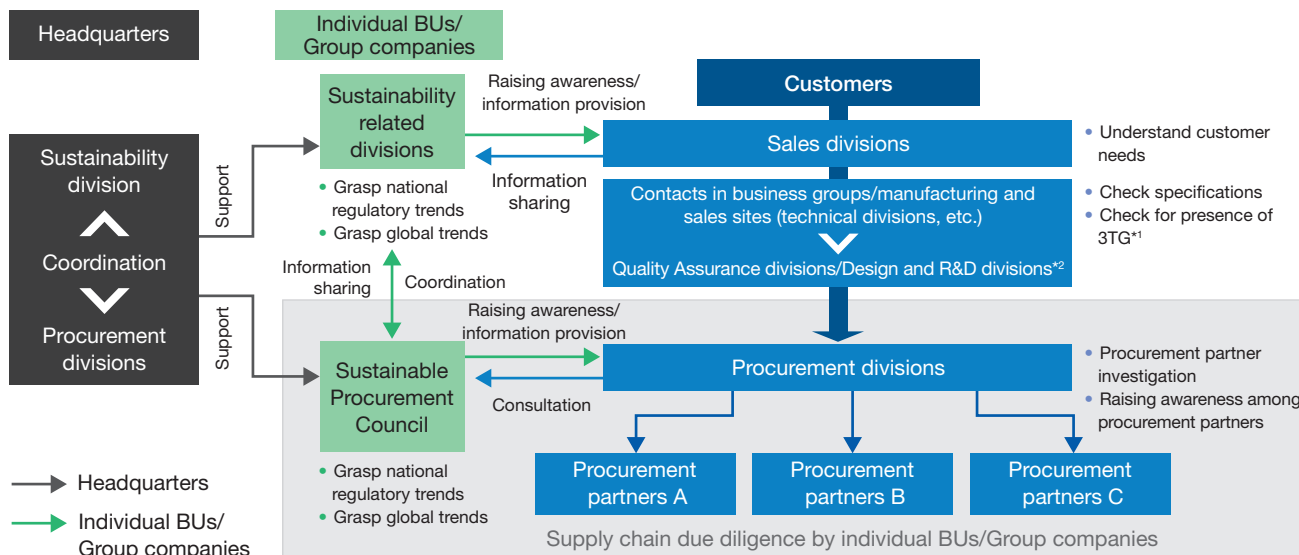 Headquarters
Individual BUs/
Group companies
Sustainability
division
Coordination
Procurement
divisions
Support
Support
Sustainability
related
divisions
• Grasp national
regulatory trends
• Grasp global trends
Raising awareness/
information provision
Information
sharing
Information
sharing
Coordination
Customers
Sales divisions
• Understand customer
needs
Contacts in business groups/manufacturing and
sales sites (technical divisions, etc.)
Quality Assurance divisions/Design and R&D divisions*2
• Check specifications
• Check for presence of
3TG*1
Sustainable
Procurement
Council
• Grasp national
regulatory trends
• Grasp global trends
Raising awareness/
information provision
Consultation
Procurement divisions
• Procurement partner
investigation
• Raising awareness among
procurement partners
Procurement
partners A
Procurement
partners B
Procurement
partners C
Supply chain due diligence by individual BUs/Group companies
Headquarters
Individual BUs/
Group companies